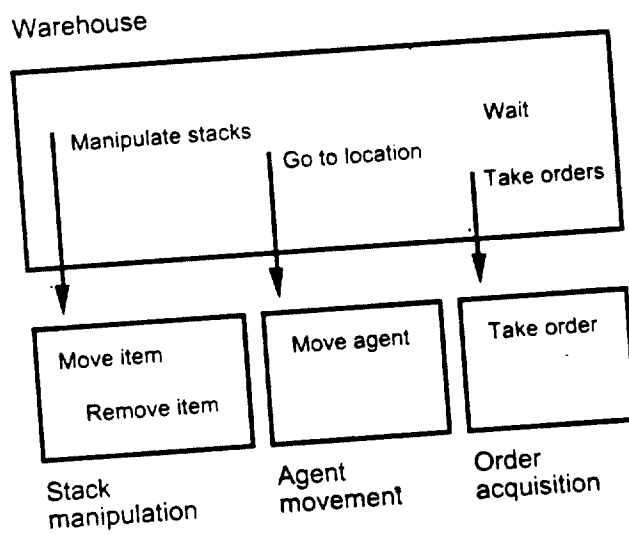 Warehouse
Wait
Manipulate stacks
Go to location
Take orders
Move item
Remove item
Move agent
Take order
Stack
manipulation
Agent
movement
Order
acquisition